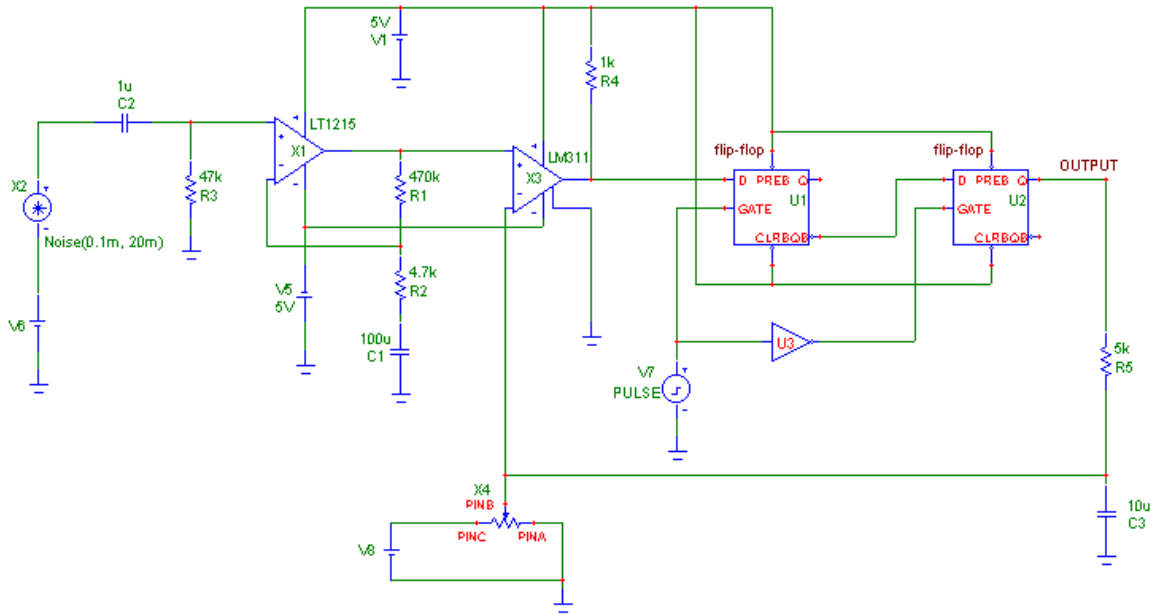 5V
V1
1k
R4
1u
C2
LT1215
X1
LM311
X3
flip-flop
D PREB Q
U1
GATE
CLRBQB
flip-flop
D PREB Q
U2
GATE
CLRBQB
OUTPUT
X2
Noise(0.1m, 20m)
47k
R3
470k
R1
4.7k
R2
V5
5V
V6
100u
C1
U3
V7
PULSE
5k
R5
X4
PINB
PINC
PINA
V8
10u
C3